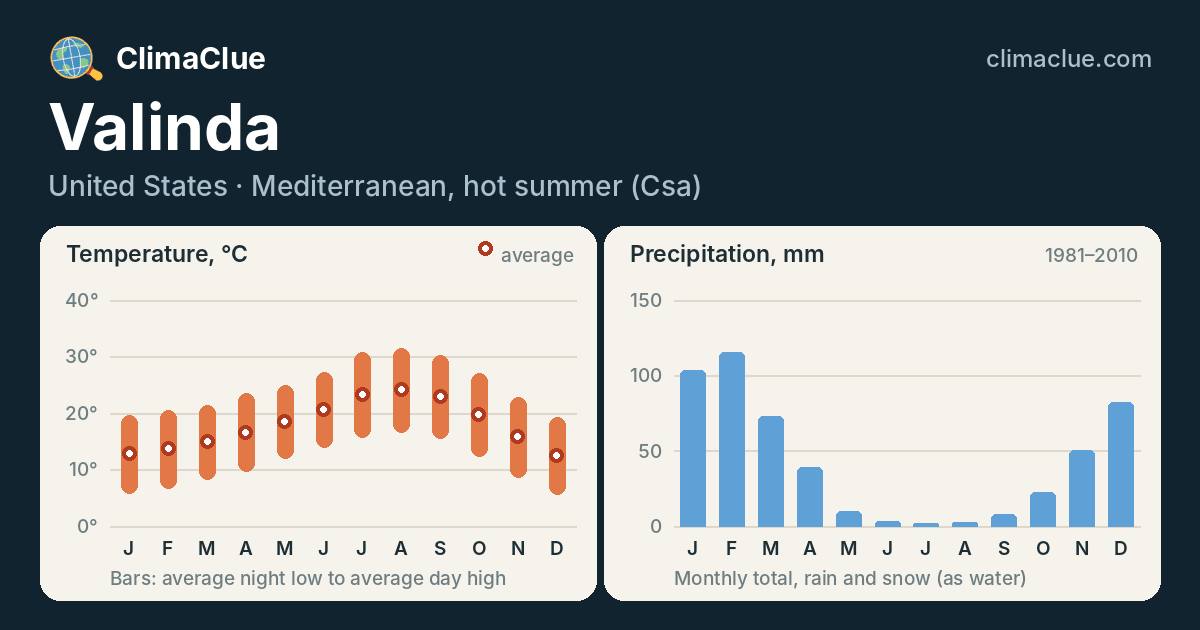 ClimaClue
climaclue.com
Valinda
United States · Mediterranean, hot summer (Csa)
Temperature, °C
average
40°
30°
20°
10°
0°
J F M A M J J A S O N D
Bars: average night low to average day high
Precipitation, mm
1981–2010
150
100
50
0
J F M A M J J A S O N D
Monthly total, rain and snow (as water)